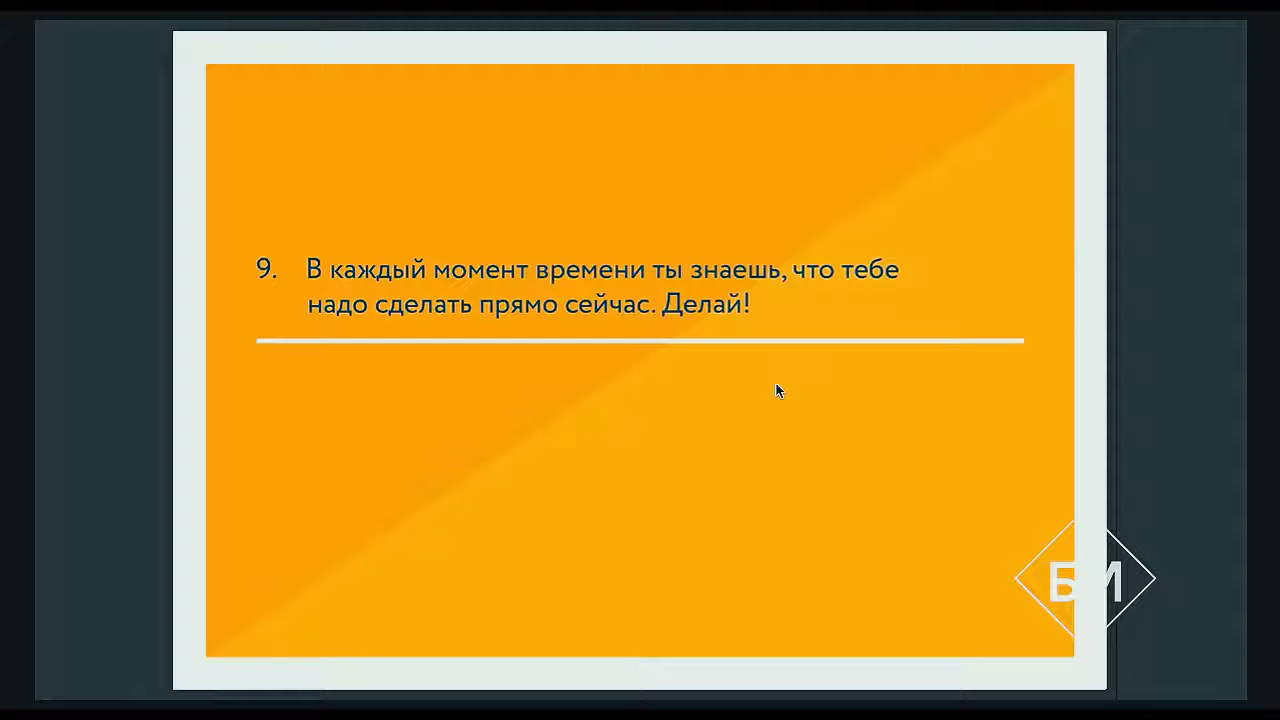 9. В каждый момент времени ты знаешь, что тебе
надо сделать прямо сейчас. Делай!
БИ